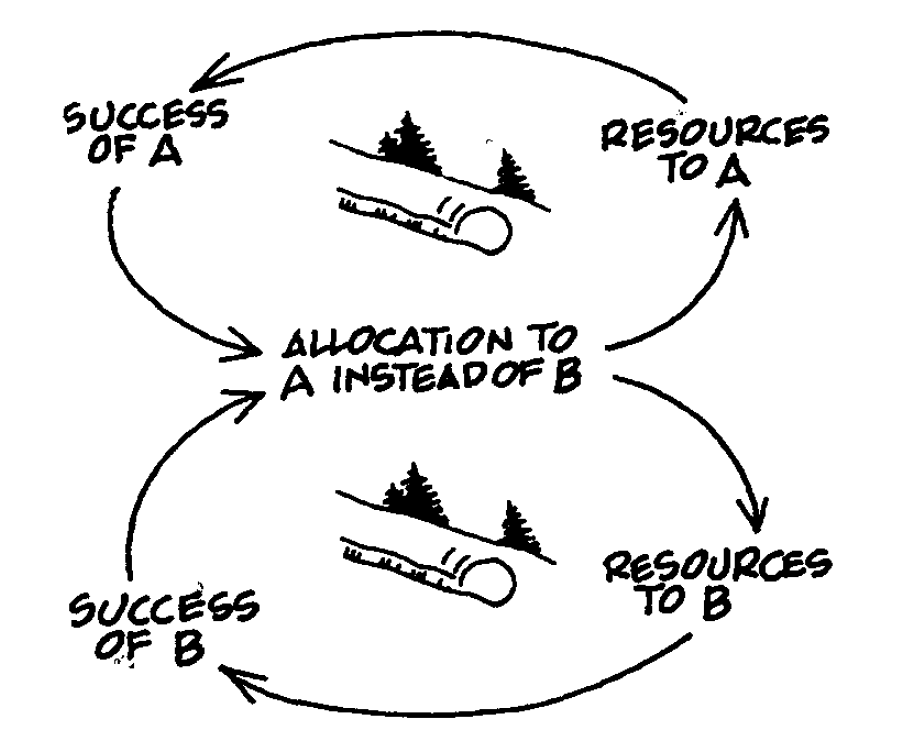 SUCCESS
OF A
RESOURCES
TO A
ALLOCATION TO
A INSTEAD OF B
SUCCESS
OF B
RESOURCES
TO B